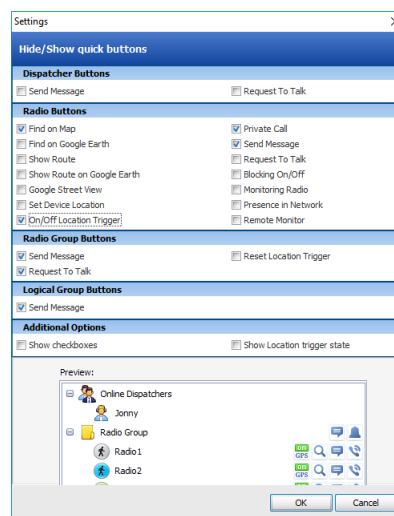 Settings
Hide/Show quick buttons
Dispatcher Buttons
Send Message Request To Talk
Radio Buttons
Find on Map Private Call
Find on Google Earth Send Message
Show Route Request To Talk
Show Route on Google Earth Blocking On/Off
Google Street View Monitoring Radio
Set Device Location Presence in Network
On/Off Location Trigger Remote Monitor
Radio Group Buttons
Send Message Reset Location Trigger
Request To Talk
Logical Group Buttons
Send Message
Additional Options
Show checkboxes Show Location trigger state
Preview:
Online Dispatchers
Jonny
Radio Group
Radio1 on GPS
Radio2 on GPS
OK Cancel